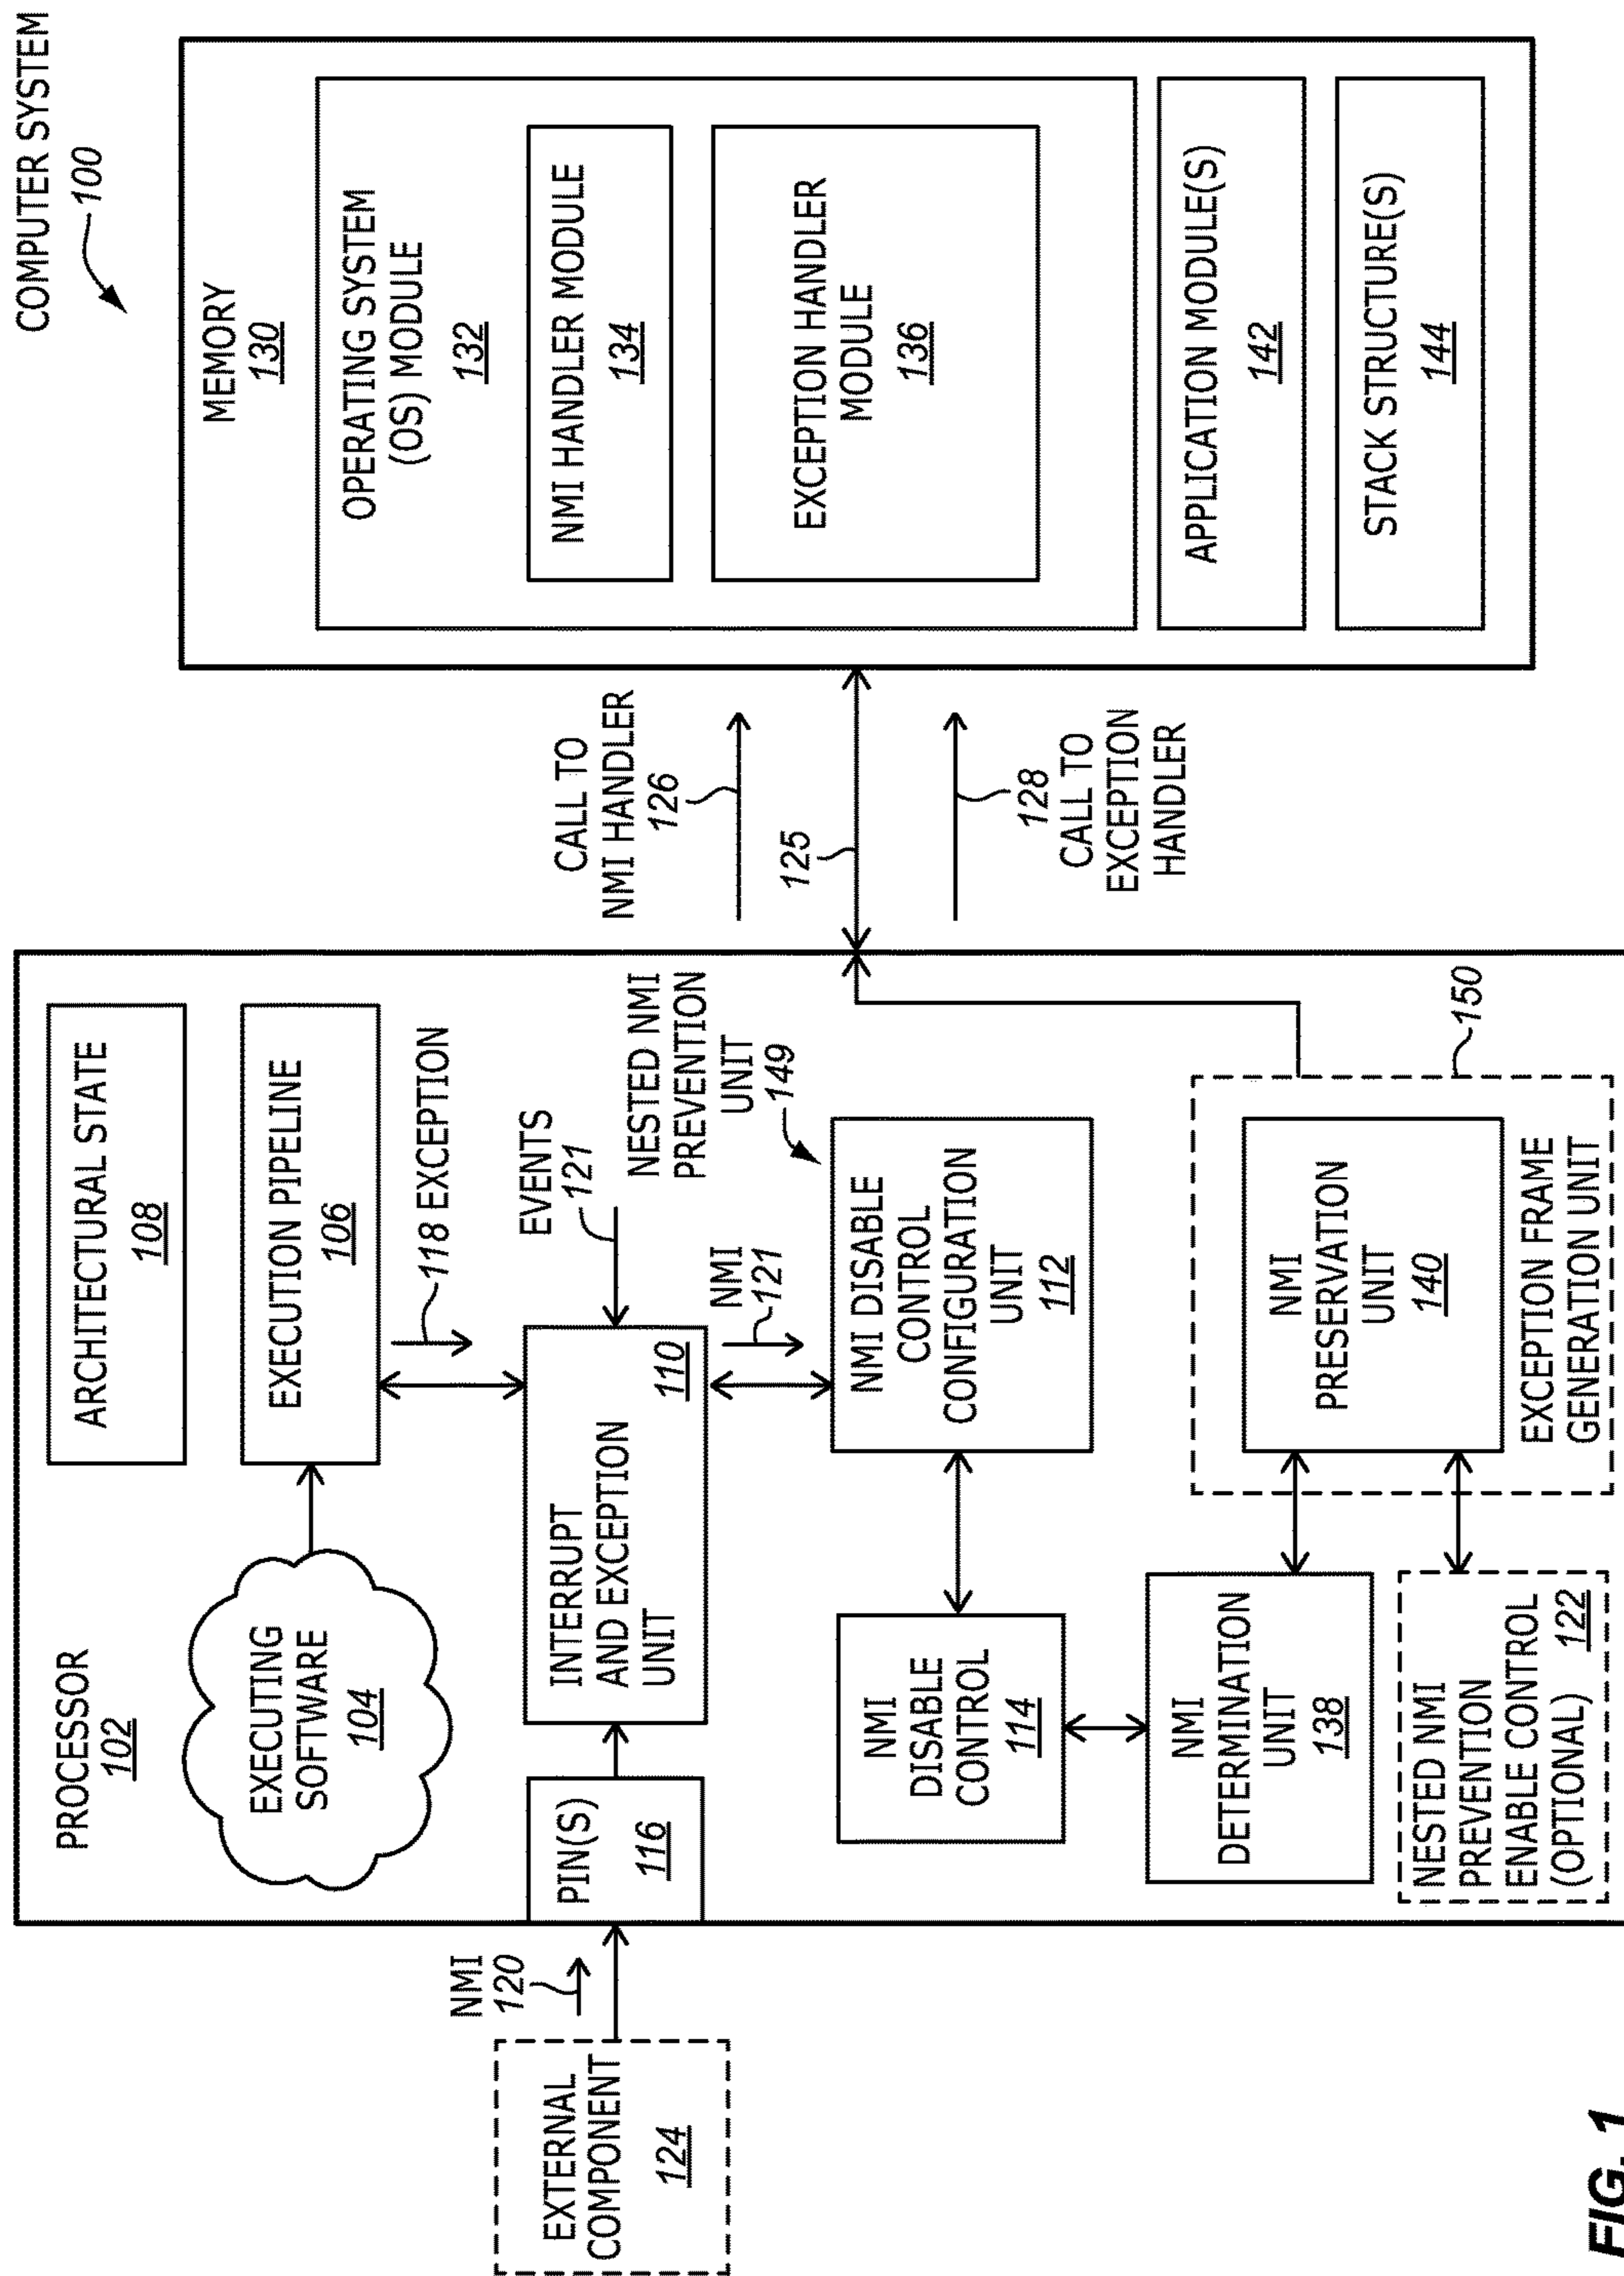 COMPUTER SYSTEM
100
PROCESSOR
102
ARCHITECTURAL STATE
108
EXECUTING
SOFTWARE
104
EXECUTION PIPELINE
106
118 EXCEPTION
EXTERNAL
COMPONENT
124
NMI
120
PIN(S)
116
INTERRUPT
AND EXCEPTION
UNIT
110
EVENTS
121
NESTED NMI
PREVENTION
UNIT
149
NMI
121
NMI
DISABLE
CONTROL
114
NMI DISABLE
CONTROL
CONFIGURATION
UNIT
112
NMI
DETERMINATION
UNIT
138
NMI
PRESERVATION
UNIT
140
EXCEPTION FRAME
GENERATION UNIT
150
NESTED NMI
PREVENTION
ENABLE CONTROL
(OPTIONAL) 122
CALL TO
NMI HANDLER
126
125
128
CALL TO
EXCEPTION
HANDLER
MEMORY
130
OPERATING SYSTEM
(OS) MODULE
132
NMI HANDLER MODULE
134
EXCEPTION HANDLER
MODULE
136
APPLICATION MODULE(S)
142
STACK STRUCTURE(S)
144
FIG. 1